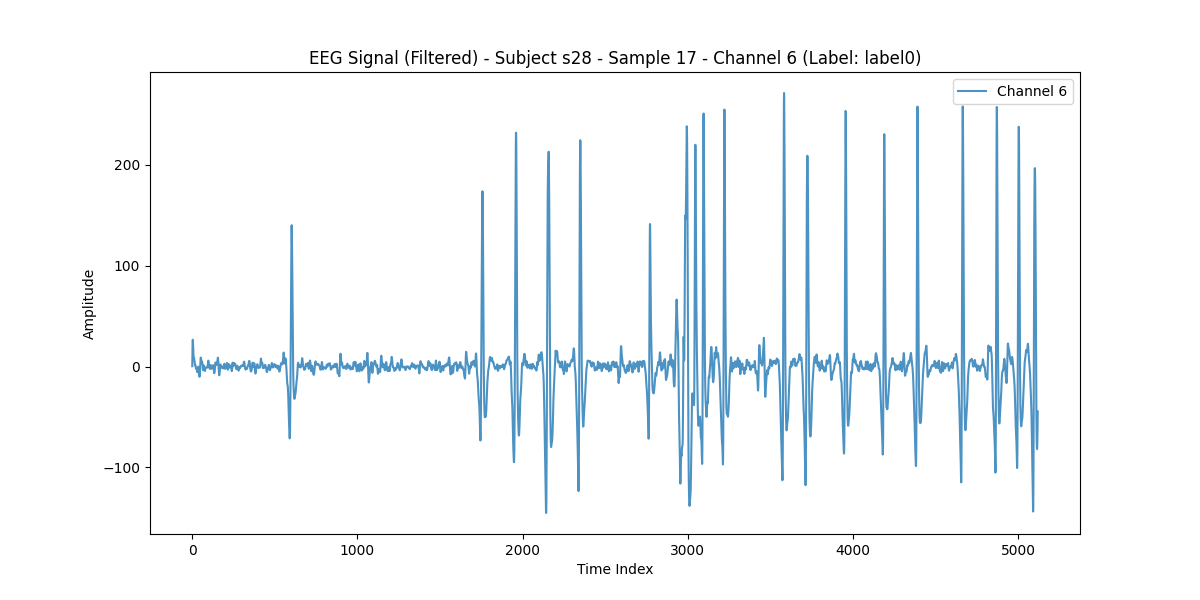 EEG Signal (Filtered) - Subject s28 - Sample 17 - Channel 6 (Label: label0)
Channel 6
200
100
0
−100
Amplitude
0
1000
2000
3000
4000
5000
Time Index